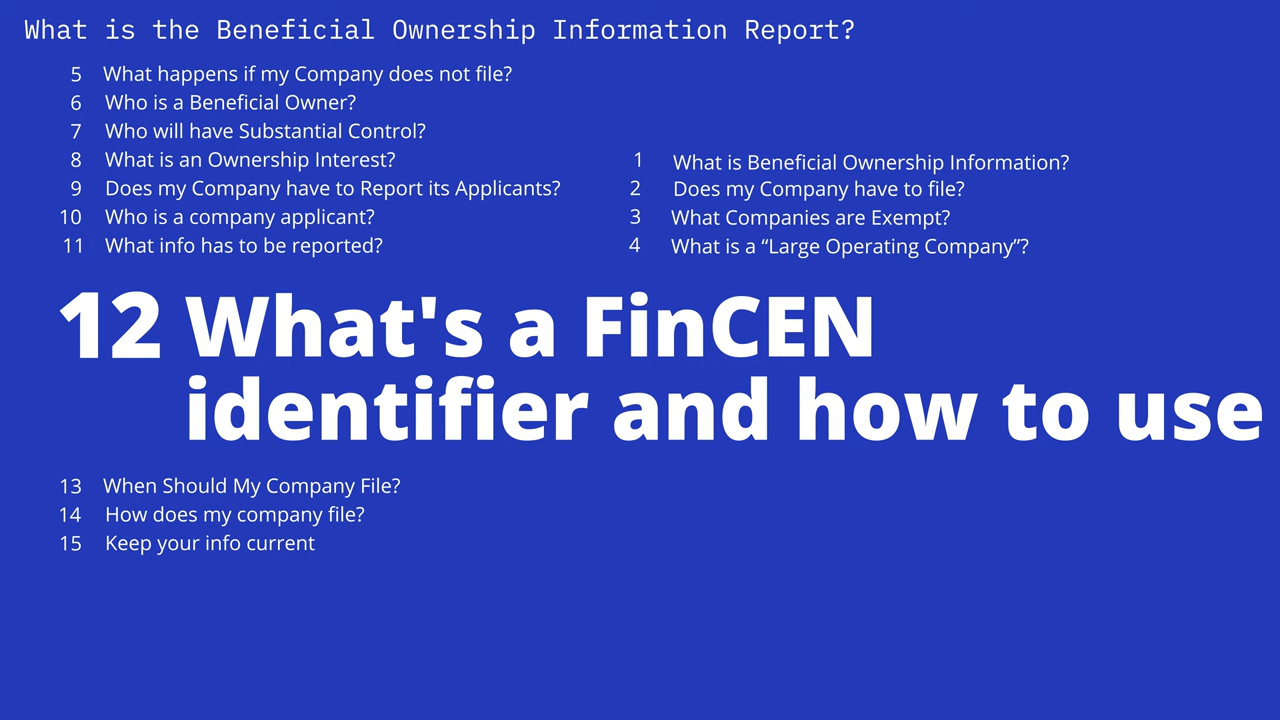 What is the Beneficial Ownership Information Report?
5 What happens if my Company does not file?
6 Who is a Beneficial Owner?
7 Who will have Substantial Control?
8 What is an Ownership Interest?
9 Does my Company have to Report its Applicants?
10 Who is a company applicant?
11 What info has to be reported?
1 What is Beneficial Ownership Information?
2 Does my Company have to file?
3 What Companies are Exempt?
4 What is a “Large Operating Company”?
12 What's a FinCEN
identifier and how to use
13 When Should My Company File?
14 How does my company file?
15 Keep your info current